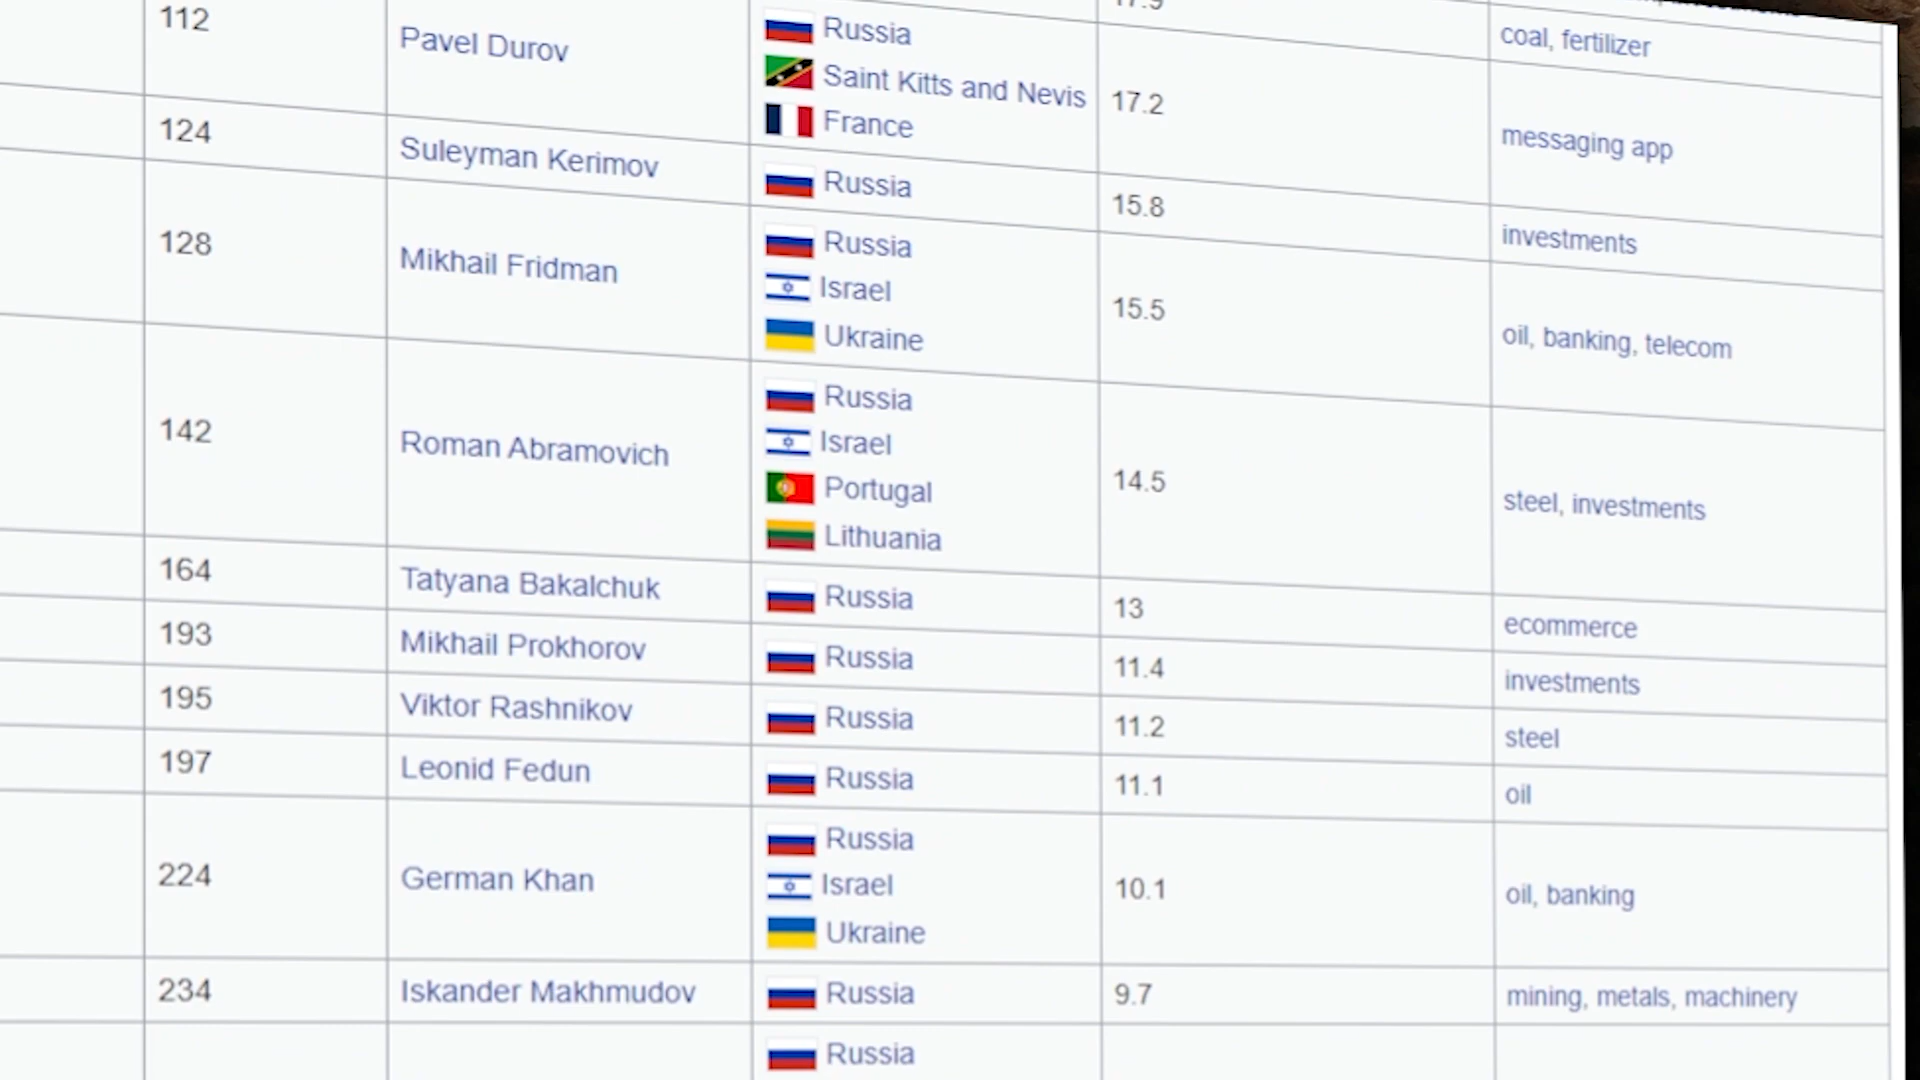 17.9
coal, fertilizer
112 Pavel Durov Russia
Saint Kitts and Nevis 17.2 messaging app
France
124 Suleyman Kerimov Russia 15.8 investments
128 Mikhail Fridman Russia
Israel 15.5 oil, banking, telecom
Ukraine
142 Roman Abramovich Russia
Israel 14.5 steel, investments
Portugal
Lithuania
164 Tatyana Bakalchuk Russia 13 ecommerce
193 Mikhail Prokhorov Russia 11.4 investments
195 Viktor Rashnikov Russia 11.2 steel
197 Leonid Fedun Russia 11.1 oil
224 German Khan Russia
Israel 10.1 oil, banking
Ukraine
234 Iskander Makhmudov Russia 9.7 mining, metals, machinery
Russia